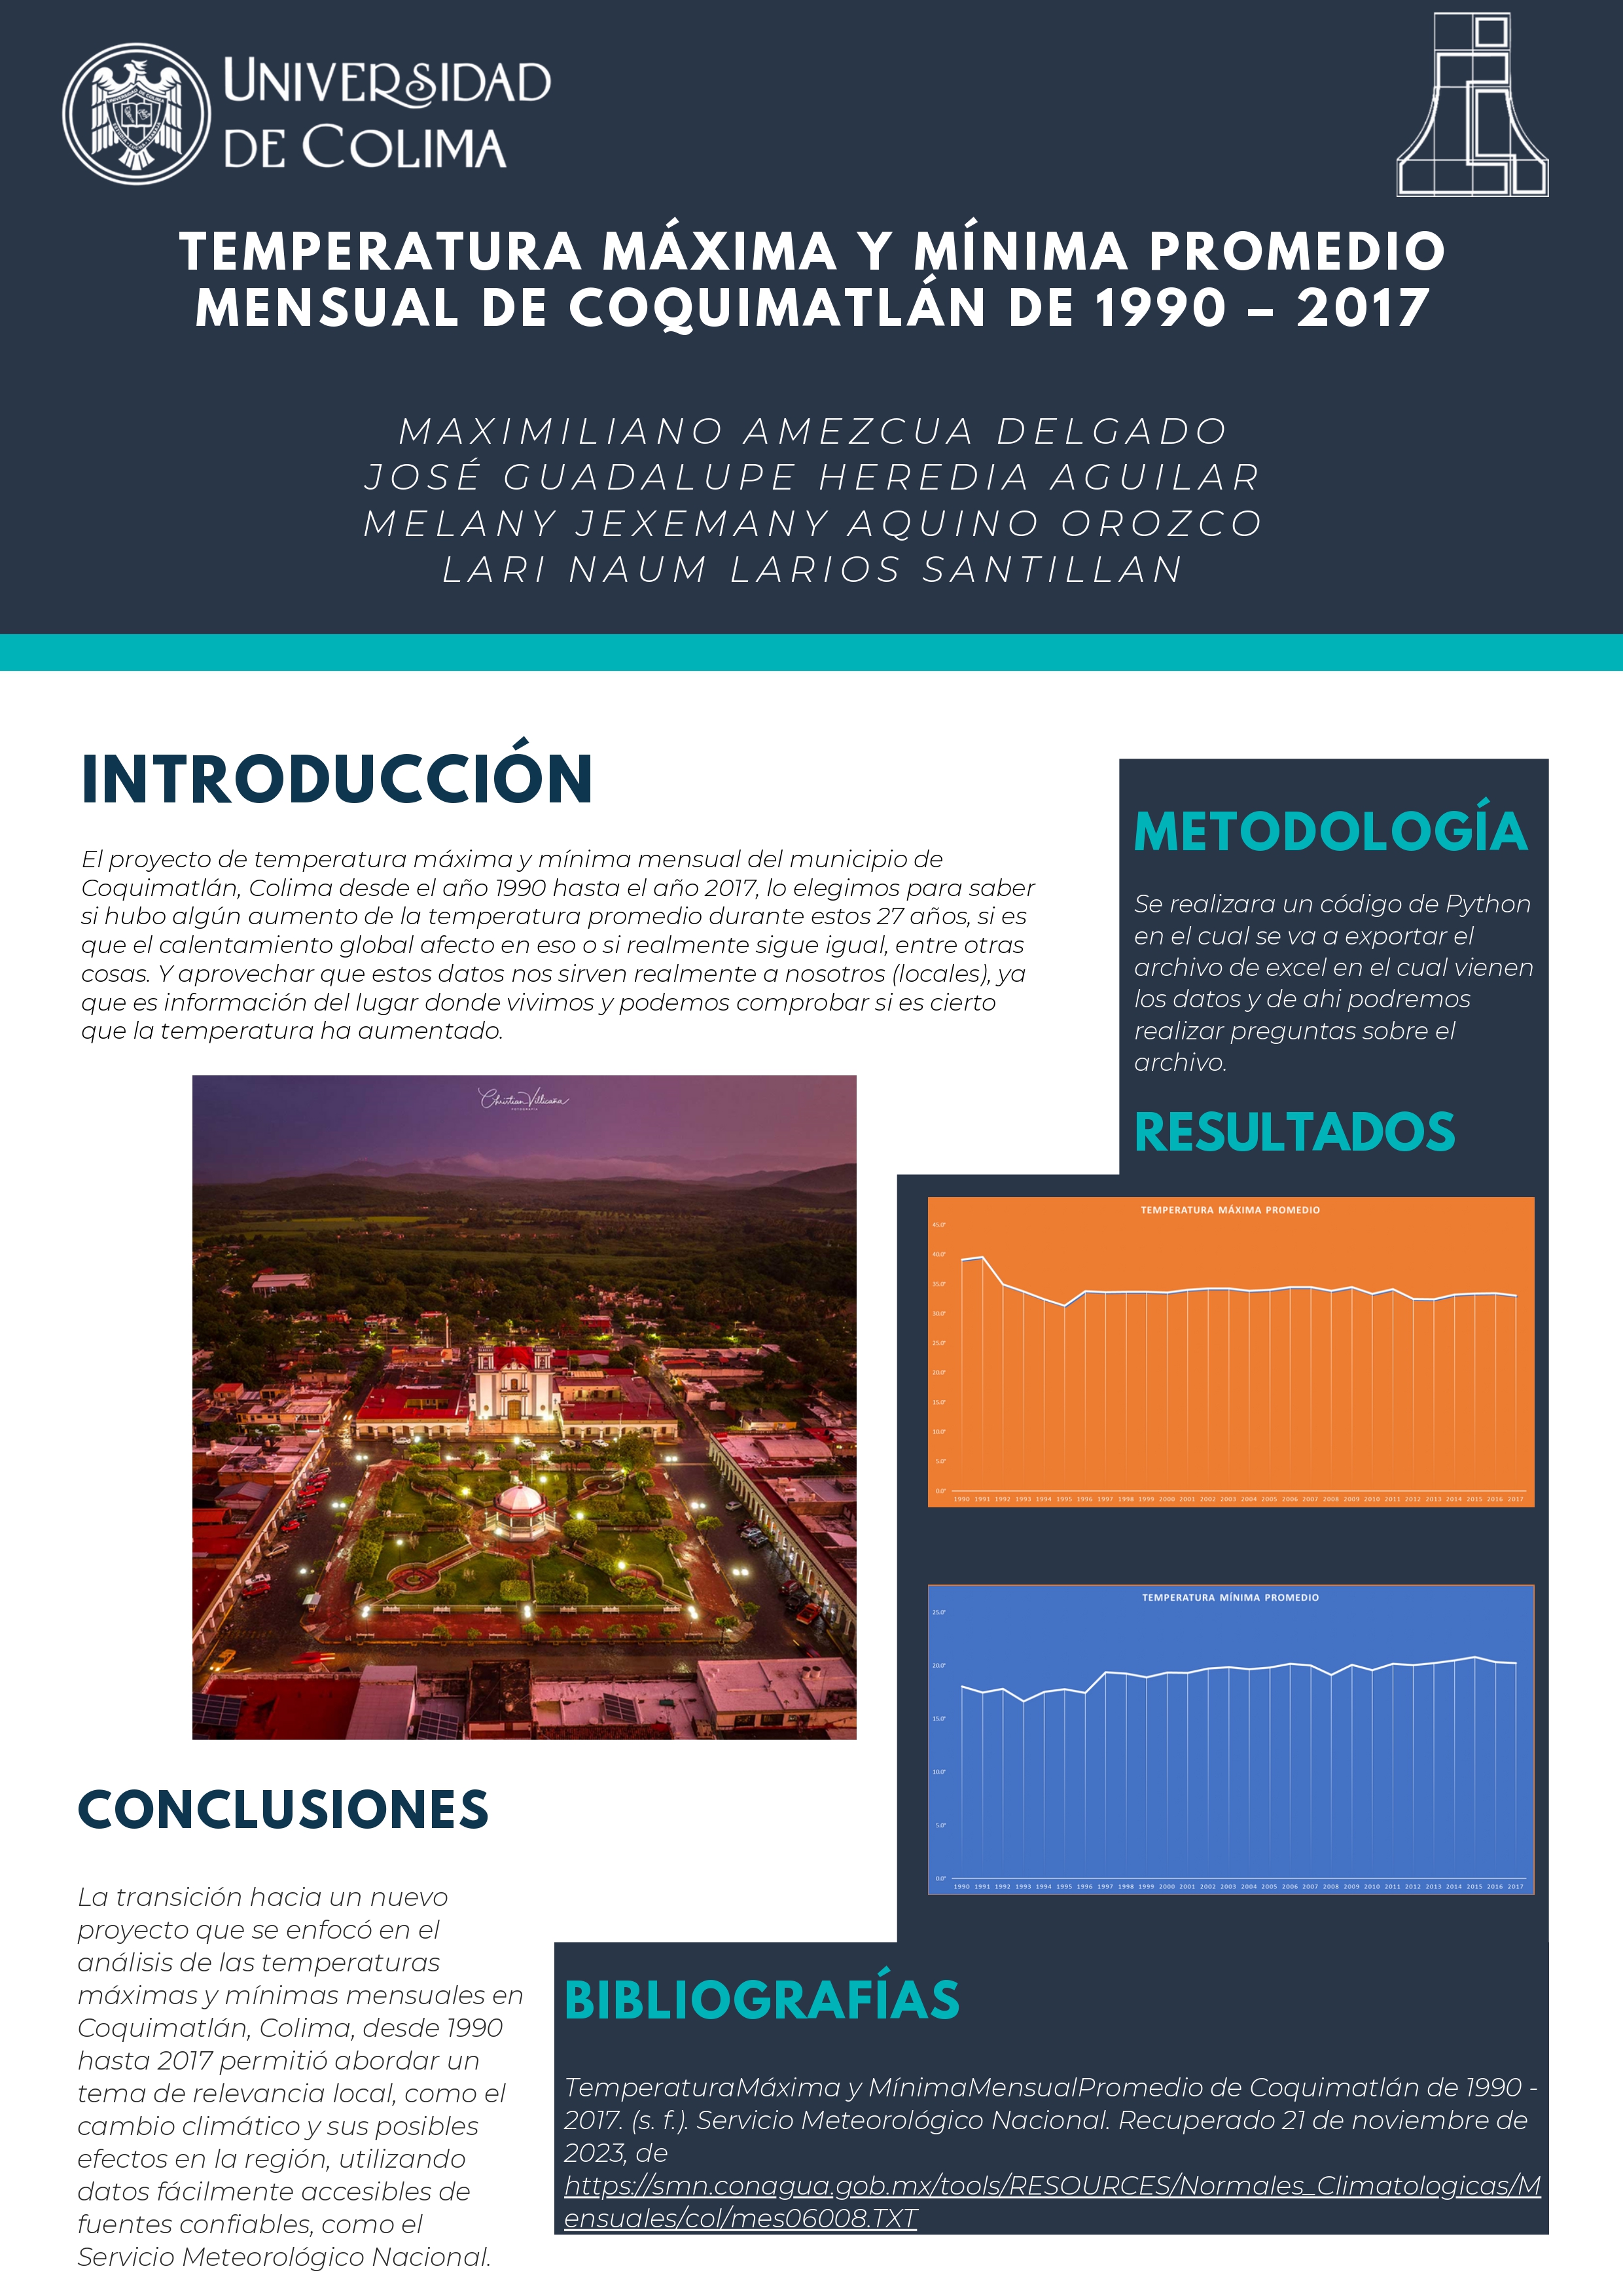 UNIVERSIDAD
DE COLIMA
TEMPERATURA MÁXIMA Y MÍNIMA PROMEDIO
MENSUAL DE COQUIMATLÁN DE 1990 – 2017
MAXIMILIANO AMEZCUA DELGADO
JOSÉ GUADALUPE HEREDIA AGUILAR
MELANY JEXEMANY AQUINO OROZCO
LARI NAUM LARIOS SANTILLAN
INTRODUCCIÓN
El proyecto de temperatura máxima y mínima mensual del municipio de
Coquimatlán, Colima desde el año 1990 hasta el año 2017, lo elegimos para saber
si hubo algún aumento de la temperatura promedio durante estos 27 años, si es
que el calentamiento global afecto en eso o si realmente sigue igual, entre otras
cosas. Y aprovechar que estos datos nos sirven realmente a nosotros (locales), ya
que es información del lugar donde vivimos y podemos comprobar si es cierto
que la temperatura ha aumentado.
Christian Villicaña
FOTOGRAFÍA
METODOLOGÍA
Se realizara un código de Python
en el cual se va a exportar el
archivo de excel en el cual vienen
los datos y de ahi podremos
realizar preguntas sobre el
archivo.
RESULTADOS
TEMPERATURA MÁXIMA PROMEDIO
45.0°
40.0°
35.0°
30.0°
25.0°
20.0°
15.0°
10.0°
5.0°
0.0°
1990 1991 1992 1993 1994 1995 1996 1997 1998 1999 2000 2001 2002 2003 2004 2005 2006 2007 2008 2009 2010 2011 2012 2013 2014 2015 2016 2017
TEMPERATURA MÍNIMA PROMEDIO
25.0°
20.0°
15.0°
10.0°
5.0°
0.0°
1990 1991 1992 1993 1994 1995 1996 1997 1998 1999 2000 2001 2002 2003 2004 2005 2006 2007 2008 2009 2010 2011 2012 2013 2014 2015 2016 2017
CONCLUSIONES
La transición hacia un nuevo
proyecto que se enfocó en el
análisis de las temperaturas
máximas y mínimas mensuales en
Coquimatlán, Colima, desde 1990
hasta 2017 permitió abordar un
tema de relevancia local, como el
cambio climático y sus posibles
efectos en la región, utilizando
datos fácilmente accesibles de
fuentes confiables, como el
Servicio Meteorológico Nacional.
BIBLIOGRAFÍAS
TemperaturaMáxima y MínimaMensualPromedio de Coquimatlán de 1990 -
2017. (s. f.). Servicio Meteorológico Nacional. Recuperado 21 de noviembre de
2023, de
https://smn.conagua.gob.mx/tools/RESOURCES/Normales_Climatologicas/M
ensuales/col/mes06008.TXT